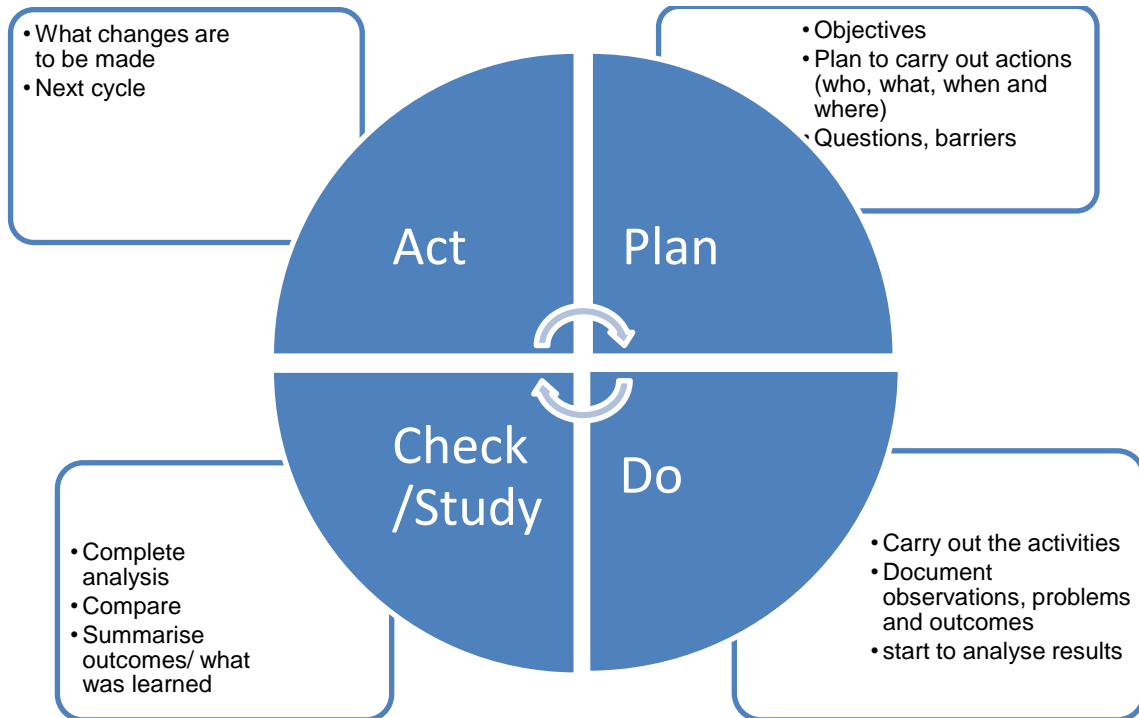 • What changes are
to be made
• Next cycle
• Objectives
• Plan to carry out actions
(who, what, when and
where)
• Questions, barriers
Act
Plan
Check
/Study
Do
• Complete
analysis
• Compare
• Summarise
outcomes/ what
was learned
• Carry out the activities
• Document
observations, problems
and outcomes
• start to analyse results